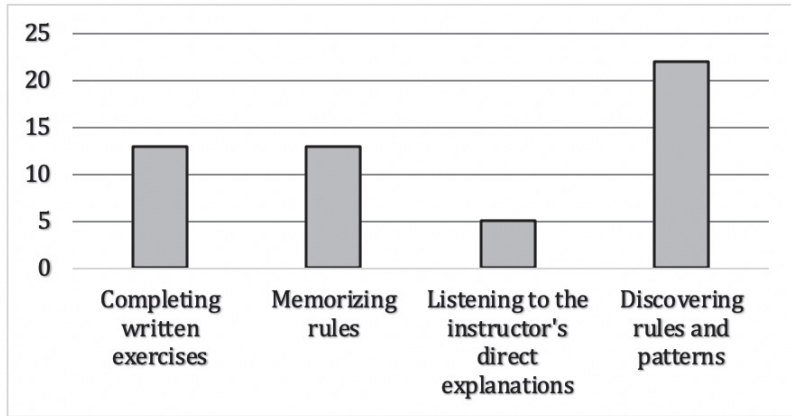 25
20
15
10
5
0
Completing
written
exercises
Memorizing
rules
Listening to the
instructor's
direct
explanations
Discovering
rules and
patterns